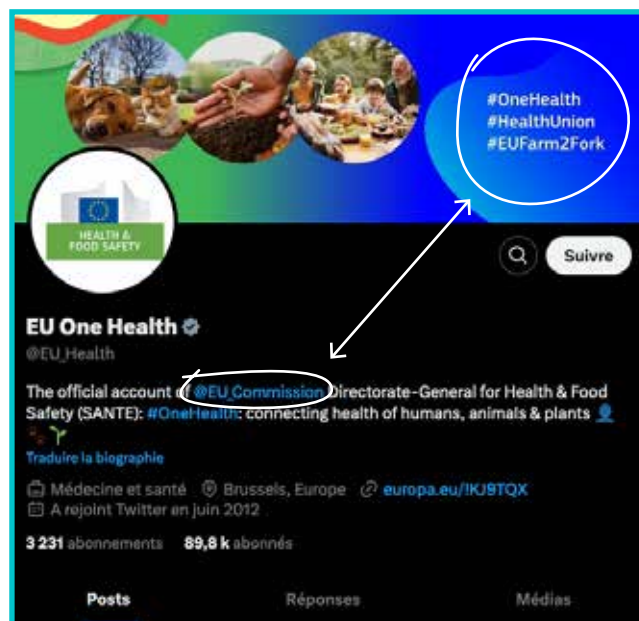 #OneHealth
#HealthUnion
#EUFarm2Fork
HEALTH &
FOOD SAFETY
Suivre
EU One Health
@EU_Health
The official account of @EU_Commission Directorate-General for Health & Food
Safety (SANTE): #OneHealth: connecting health of humans, animals & plants 👤
🐾🌱
Traduire la biographie
Médecine et santé Brussels, Europe europa.eu/!KJ9TQX
A rejoint Twitter en juin 2012
3 231 abonnements 89,8 k abonnés
Posts Réponses Médias